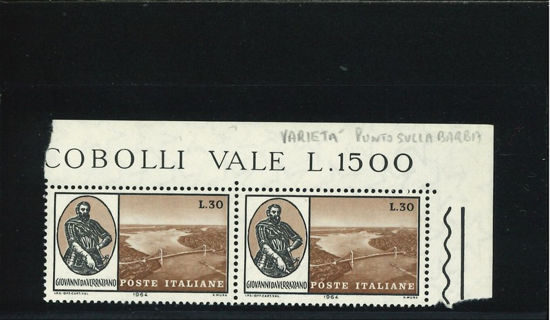 VARIETÀ PUNTO SULLA BARBA
COBOLLI VALE L.1500
L.30
GIOVANNI DA VERRAZANO
POSTE ITALIANE
1964
L.30
GIOVANNI DA VERRAZANO
POSTE ITALIANE
1964